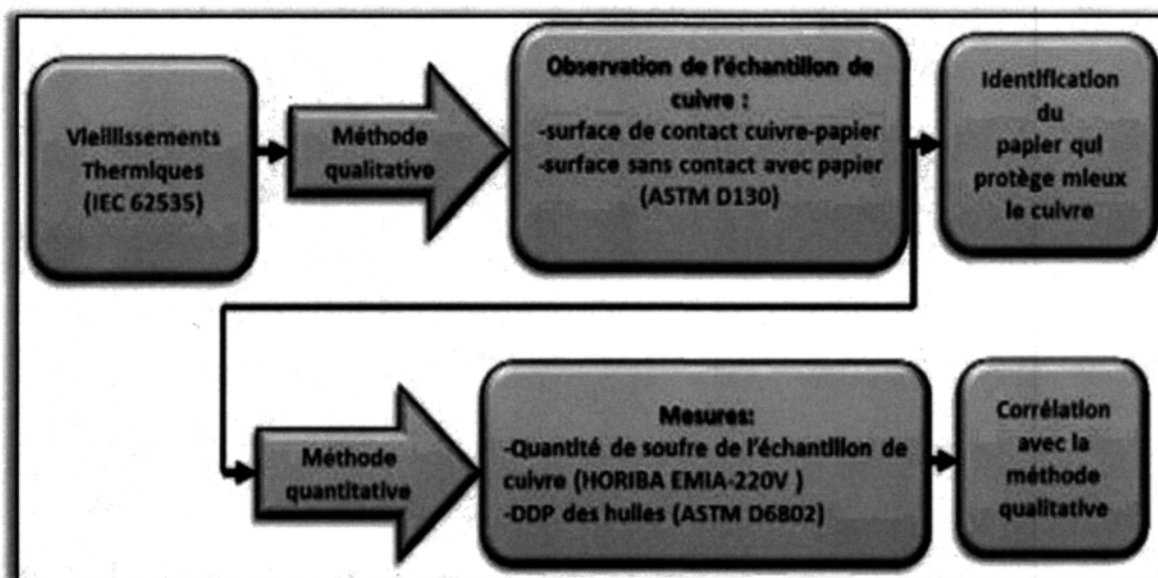 Vieillissements
Thermiques
(IEC 62535)
Méthode
qualitative
Observation de l'échantillon de
cuivre :
-surface de contact cuivre-papier
-surface sans contact avec papier
(ASTM D130)
Identification
du
papier qui
protège mieux
le cuivre
Méthode
quantitative
Mesures:
-Quantité de soufre de l'échantillon de
cuivre (HORIBA EMIA-220V )
-DDP des huiles (ASTM D6802)
Corrélation
avec la
méthode
qualitative